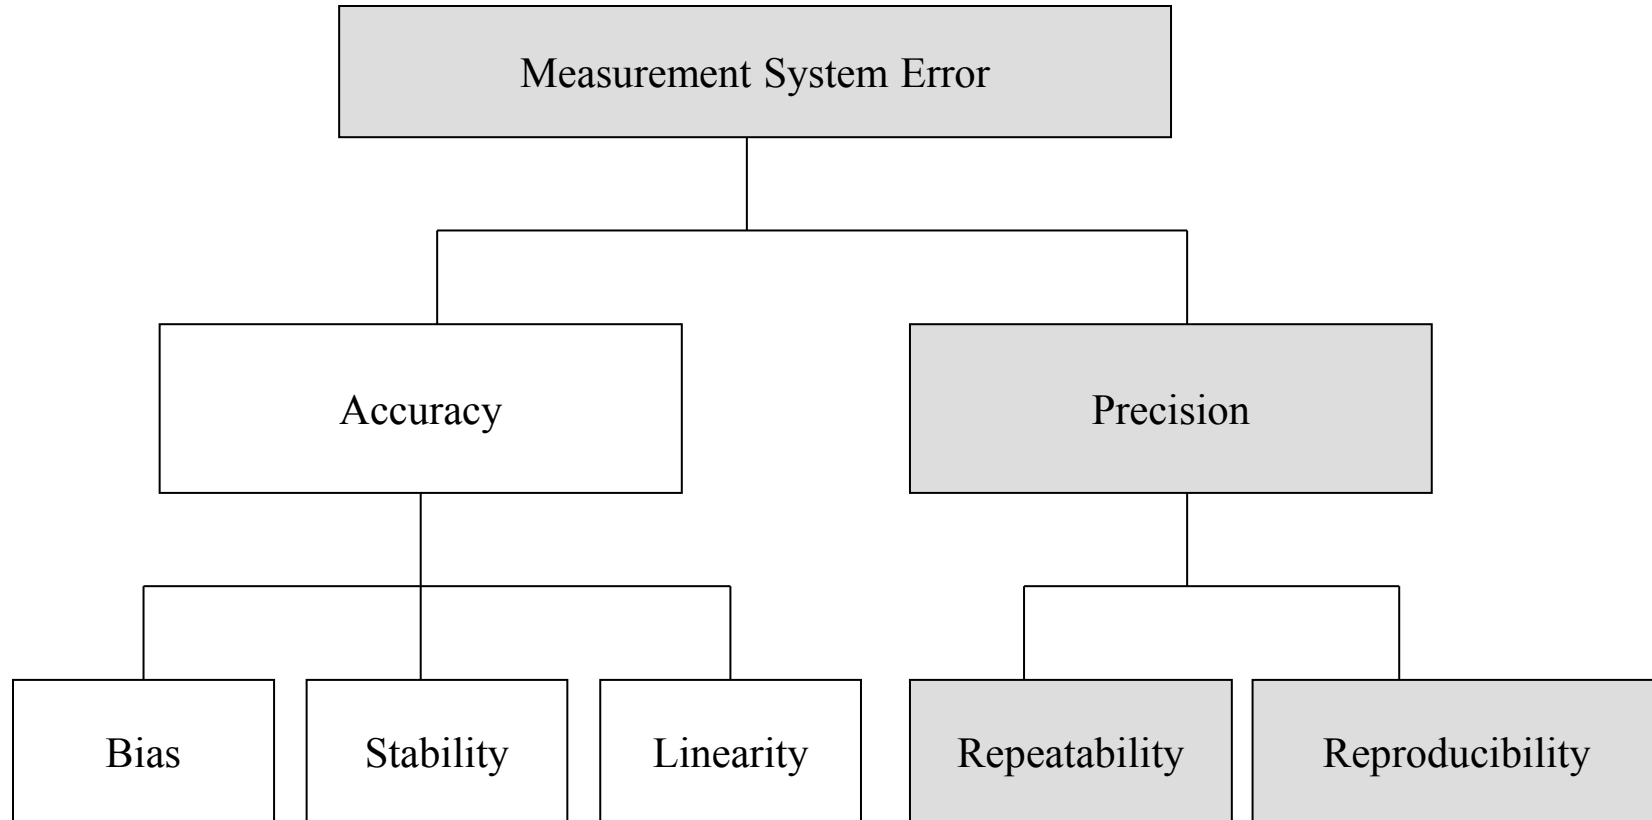 Measurement System Error
Accuracy
Precision
Bias
Stability
Linearity
Repeatability
Reproducibility